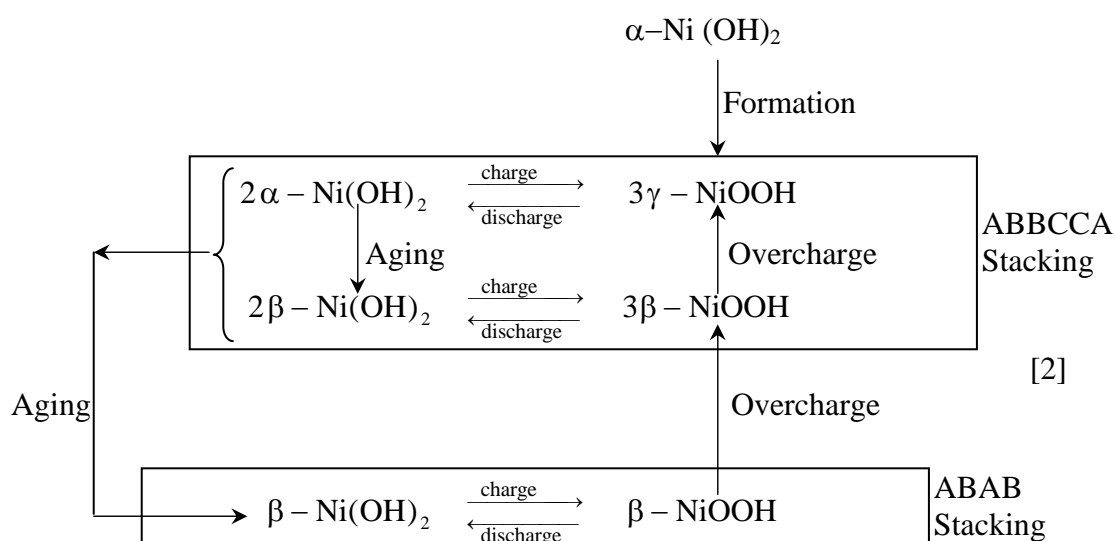 α–Ni (OH)₂
Formation
2α – Ni(OH)₂ charge discharge 3γ – NiOOH
ABBCCA
Stacking
Aging Overcharge
2β – Ni(OH)₂ charge discharge 3β – NiOOH
[2]
Aging Overcharge
β – Ni(OH)₂ charge discharge β – NiOOH
ABAB
Stacking